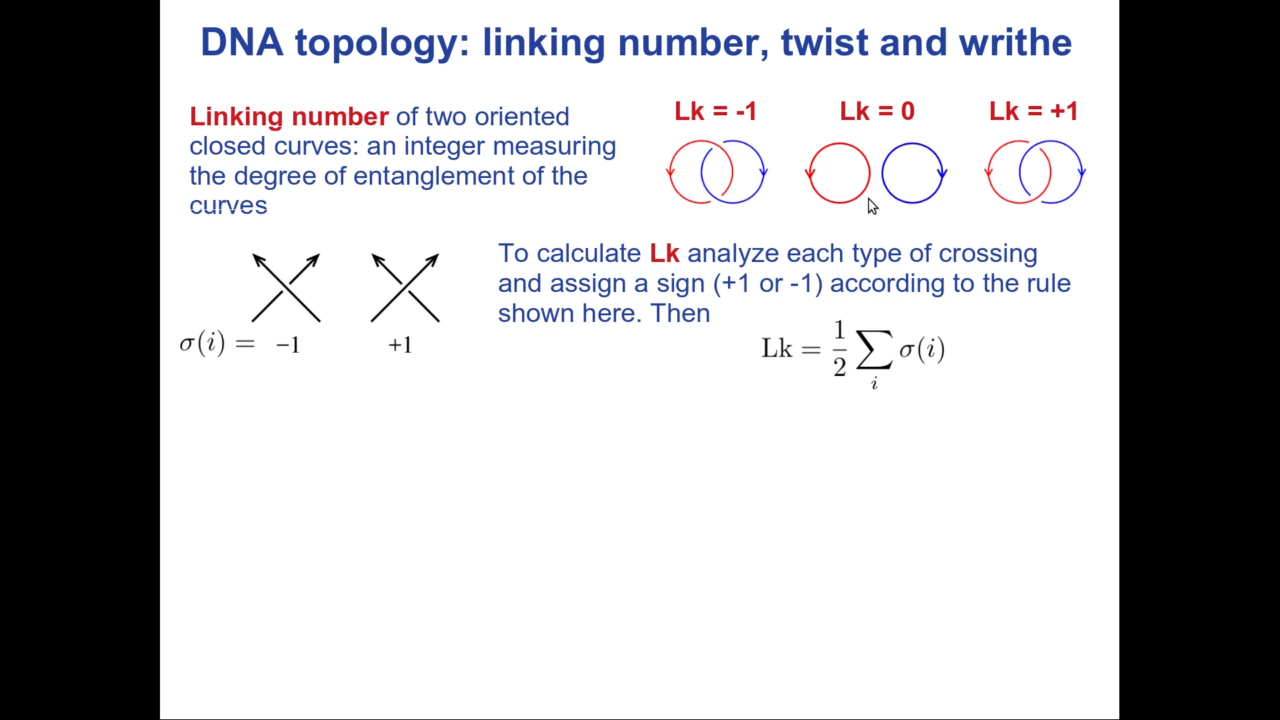 DNA topology: linking number, twist and writhe
Linking number of two oriented
closed curves: an integer measuring
the degree of entanglement of the
curves
Lk = -1
Lk = 0
Lk = +1
To calculate Lk analyze each type of crossing
and assign a sign (+1 or -1) according to the rule
shown here. Then
σ(i) = −1 +1
Lk = 1/2 ∑_i σ(i)